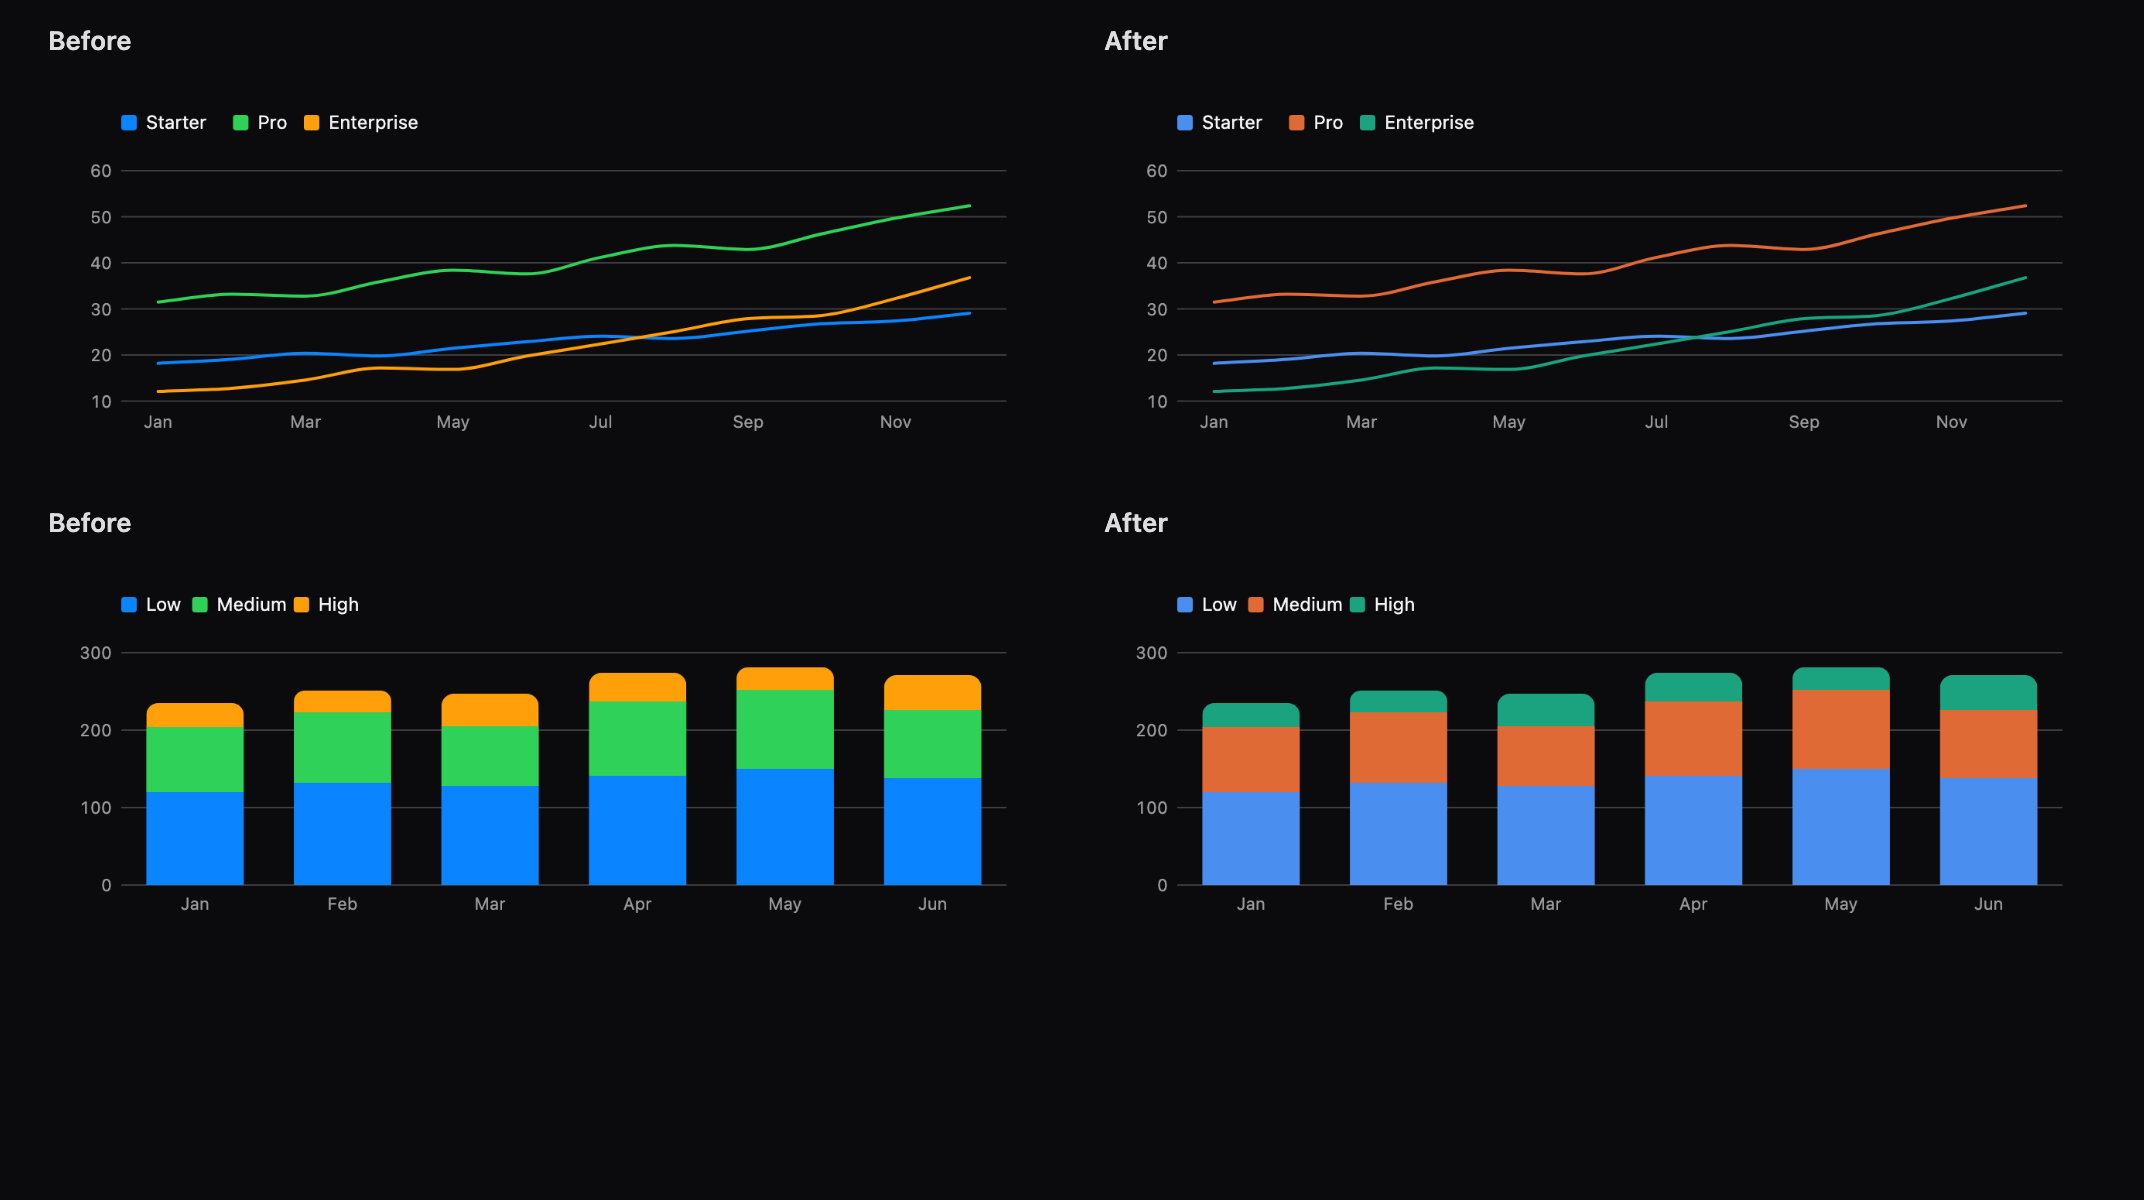 Before
Starter Pro Enterprise
60
50
40
30
20
10
Jan Mar May Jul Sep Nov
After
Starter Pro Enterprise
60
50
40
30
20
10
Jan Mar May Jul Sep Nov
Before
Low Medium High
300
200
100
0
Jan Feb Mar Apr May Jun
After
Low Medium High
300
200
100
0
Jan Feb Mar Apr May Jun